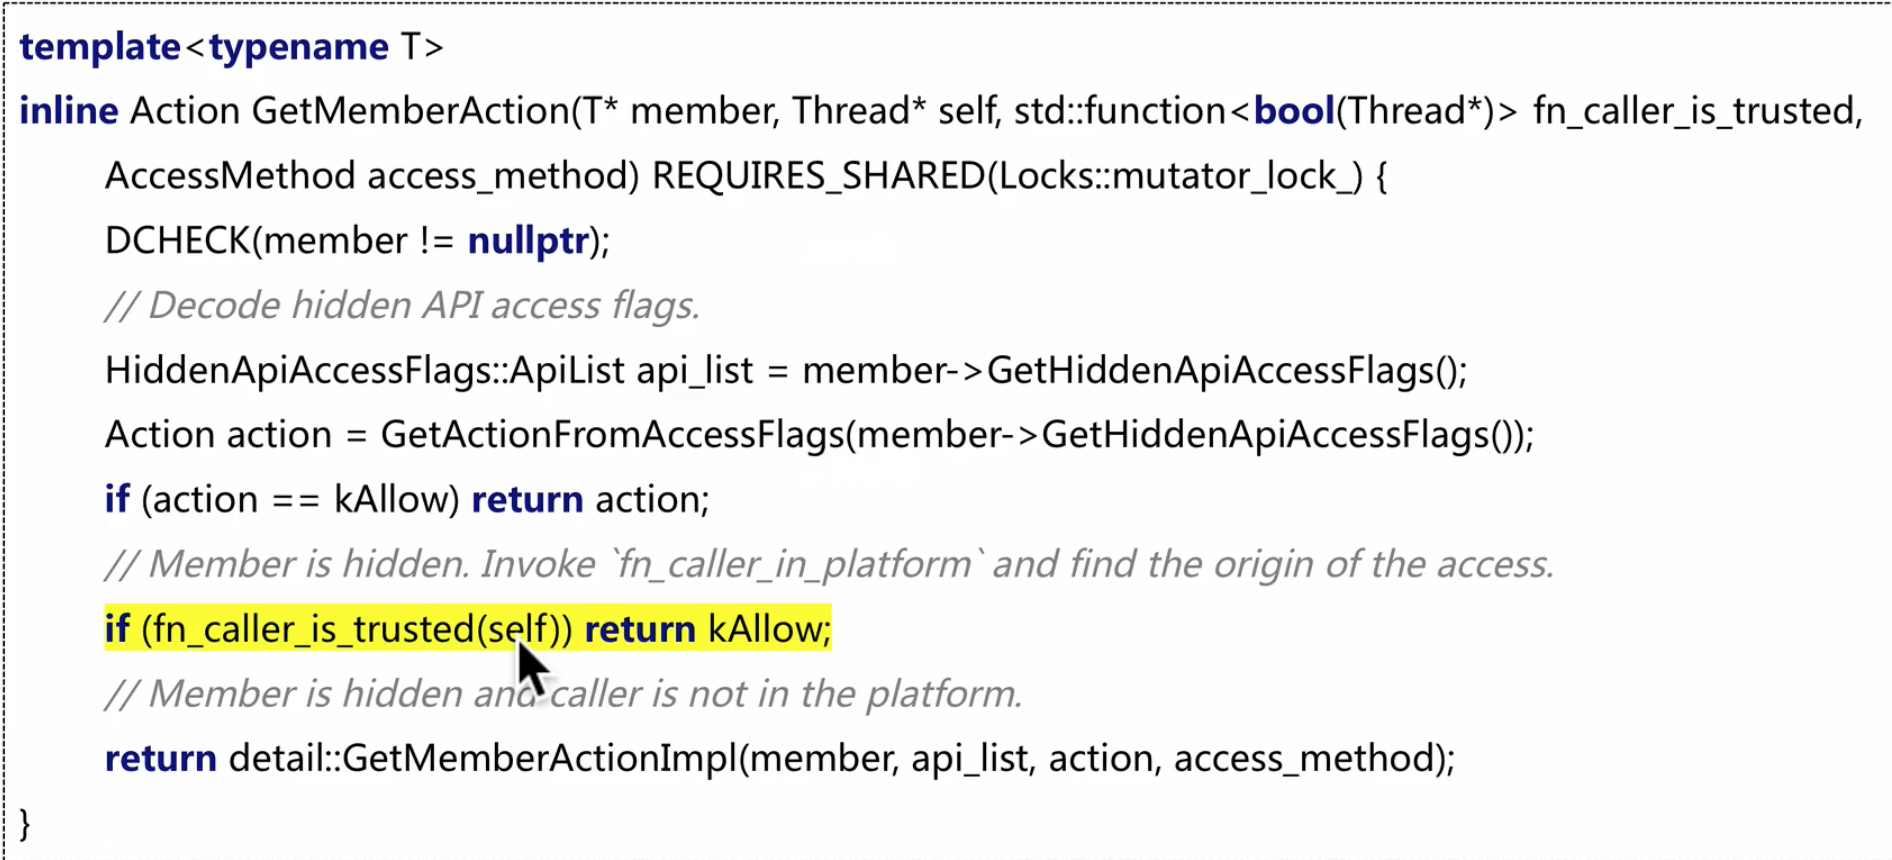 template<typename T>
inline Action GetMemberAction(T* member, Thread* self, std::function<bool(Thread*)> fn_caller_is_trusted,
AccessMethod access_method) REQUIRES_SHARED(Locks::mutator_lock_) {
DCHECK(member != nullptr);
// Decode hidden API access flags.
HiddenApiAccessFlags::ApiList api_list = member->GetHiddenApiAccessFlags();
Action action = GetActionFromAccessFlags(member->GetHiddenApiAccessFlags());
if (action == kAllow) return action;
// Member is hidden. Invoke `fn_caller_in_platform` and find the origin of the access.
if (fn_caller_is_trusted(self)) return kAllow;
// Member is hidden and caller is not in the platform.
return detail::GetMemberActionImpl(member, api_list, action, access_method);
}